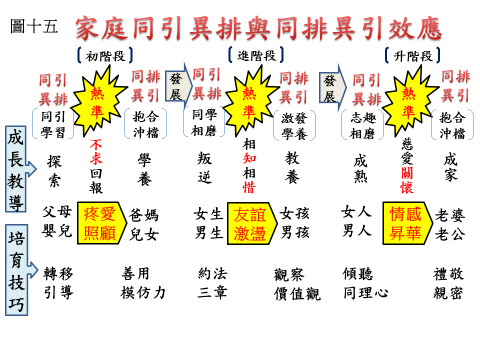 圖十五
家庭同引異排與同排異引效應
〔初階段〕
〔進階段〕
〔升階段〕
同引
異排
熱
準
同排
異引
發
展
同引
異排
熱
準
同排
異引
發
展
同引
異排
熱
準
同排
異引
同引
學習
抱合
沖檔
同學
相磨
激發
學養
志趣
相磨
抱合
沖檔
成長教導
探索
不求回報
學養
叛逆
相知相惜
教養
成熟
慈愛關懷
成家
父母
嬰兒
疼愛
照顧
爸媽
兒女
女生
男生
友誼
激盪
女孩
男孩
女人
男人
情感
昇華
老婆
老公
培育技巧
轉移
引導
善用
模仿力
約法
三章
觀察
價值觀
傾聽
同理心
禮敬
親密